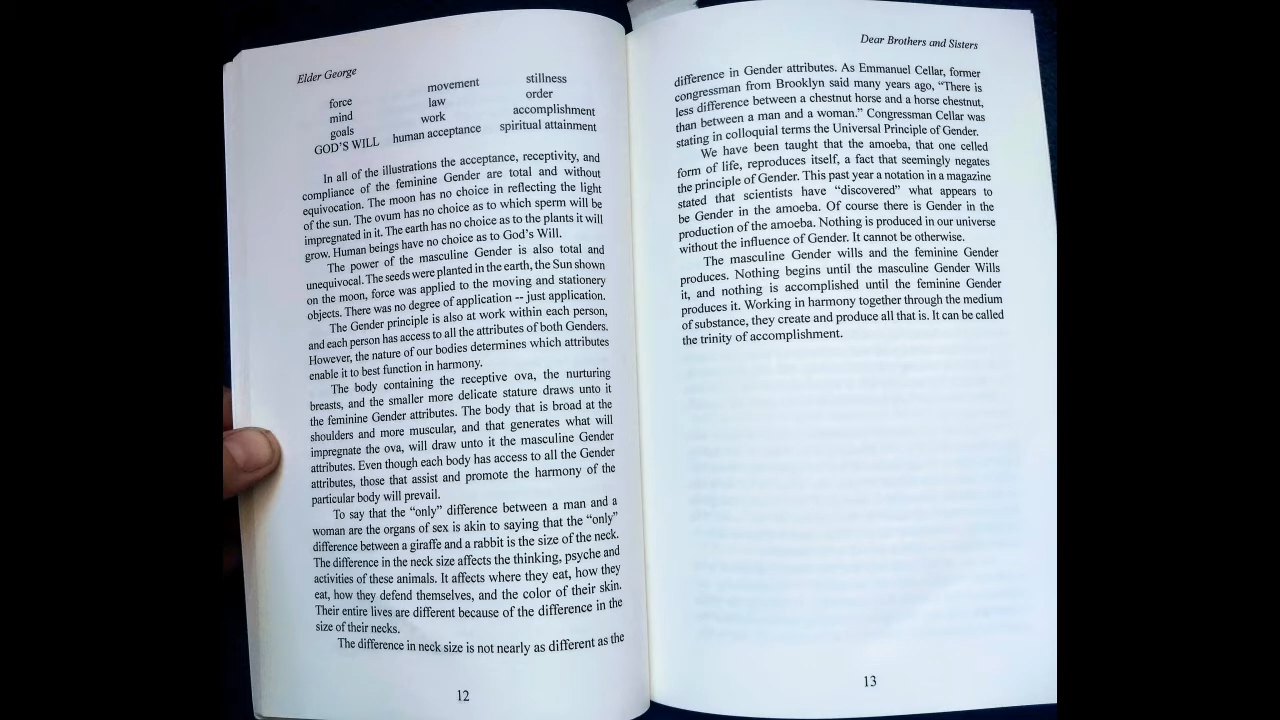 Elder George
movement stillness
force law order
mind work accomplishment
goals human acceptance spiritual attainment
GOD'S WILL
In all of the illustrations the acceptance, receptivity, and
compliance of the feminine Gender are total and without
equivocation. The moon has no choice in reflecting the light
of the sun. The ovum has no choice as to which sperm will be
impregnated in it. The earth has no choice as to the plants it will
grow. Human beings have no choice as to God's Will.
The power of the masculine Gender is also total and
unequivocal. The seeds were planted in the earth, the Sun shown
on the moon, force was applied to the moving and stationery
objects. There was no degree of application -- just application.
The Gender principle is also at work within each person,
and each person has access to all the attributes of both Genders.
However, the nature of our bodies determines which attributes
enable it to best function in harmony.
The body containing the receptive ova, the nurturing
breasts, and the smaller more delicate stature draws unto it
the feminine Gender attributes. The body that is broad at the
shoulders and more muscular, and that generates what will
impregnate the ova, will draw unto it the masculine Gender
attributes. Even though each body has access to all the Gender
attributes, those that assist and promote the harmony of the
particular body will prevail.
To say that the “only” difference between a man and a
woman are the organs of sex is akin to saying that the “only”
difference between a giraffe and a rabbit is the size of the neck.
The difference in the neck size affects the thinking, psyche and
activities of these animals. It affects where they eat, how they
eat, how they defend themselves, and the color of their skin.
Their entire lives are different because of the difference in the
size of their necks.
The difference in neck size is not nearly as different as the
12
Dear Brothers and Sisters
difference in Gender attributes. As Emmanuel Cellar, former
congressman from Brooklyn said many years ago, “There is
less difference between a chestnut horse and a horse chestnut,
than between a man and a woman.” Congressman Cellar was
stating in colloquial terms the Universal Principle of Gender.
We have been taught that the amoeba, that one celled
form of life, reproduces itself, a fact that seemingly negates
the principle of Gender. This past year a notation in a magazine
stated that scientists have “discovered” what appears to
be Gender in the amoeba. Of course there is Gender in the
production of the amoeba. Nothing is produced in our universe
without the influence of Gender. It cannot be otherwise.
The masculine Gender wills and the feminine Gender
produces. Nothing begins until the masculine Gender Wills
it, and nothing is accomplished until the feminine Gender
produces it. Working in harmony together through the medium
of substance, they create and produce all that is. It can be called
the trinity of accomplishment.
13